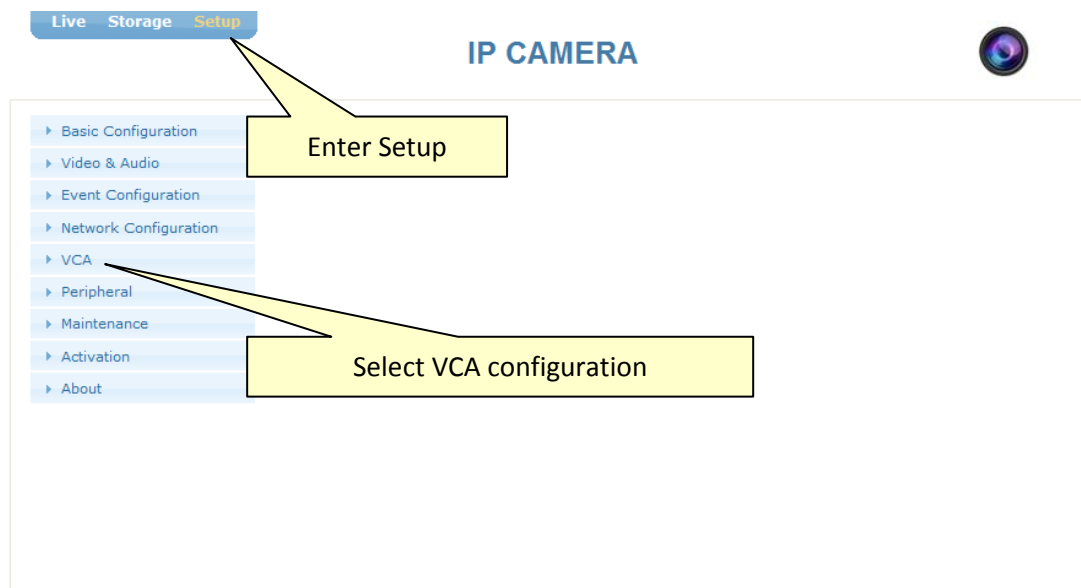 Live Storage Setup
IP CAMERA
Basic Configuration
Enter Setup
Video & Audio
Event Configuration
Network Configuration
VCA
Peripheral
Maintenance
Activation
Select VCA configuration
About